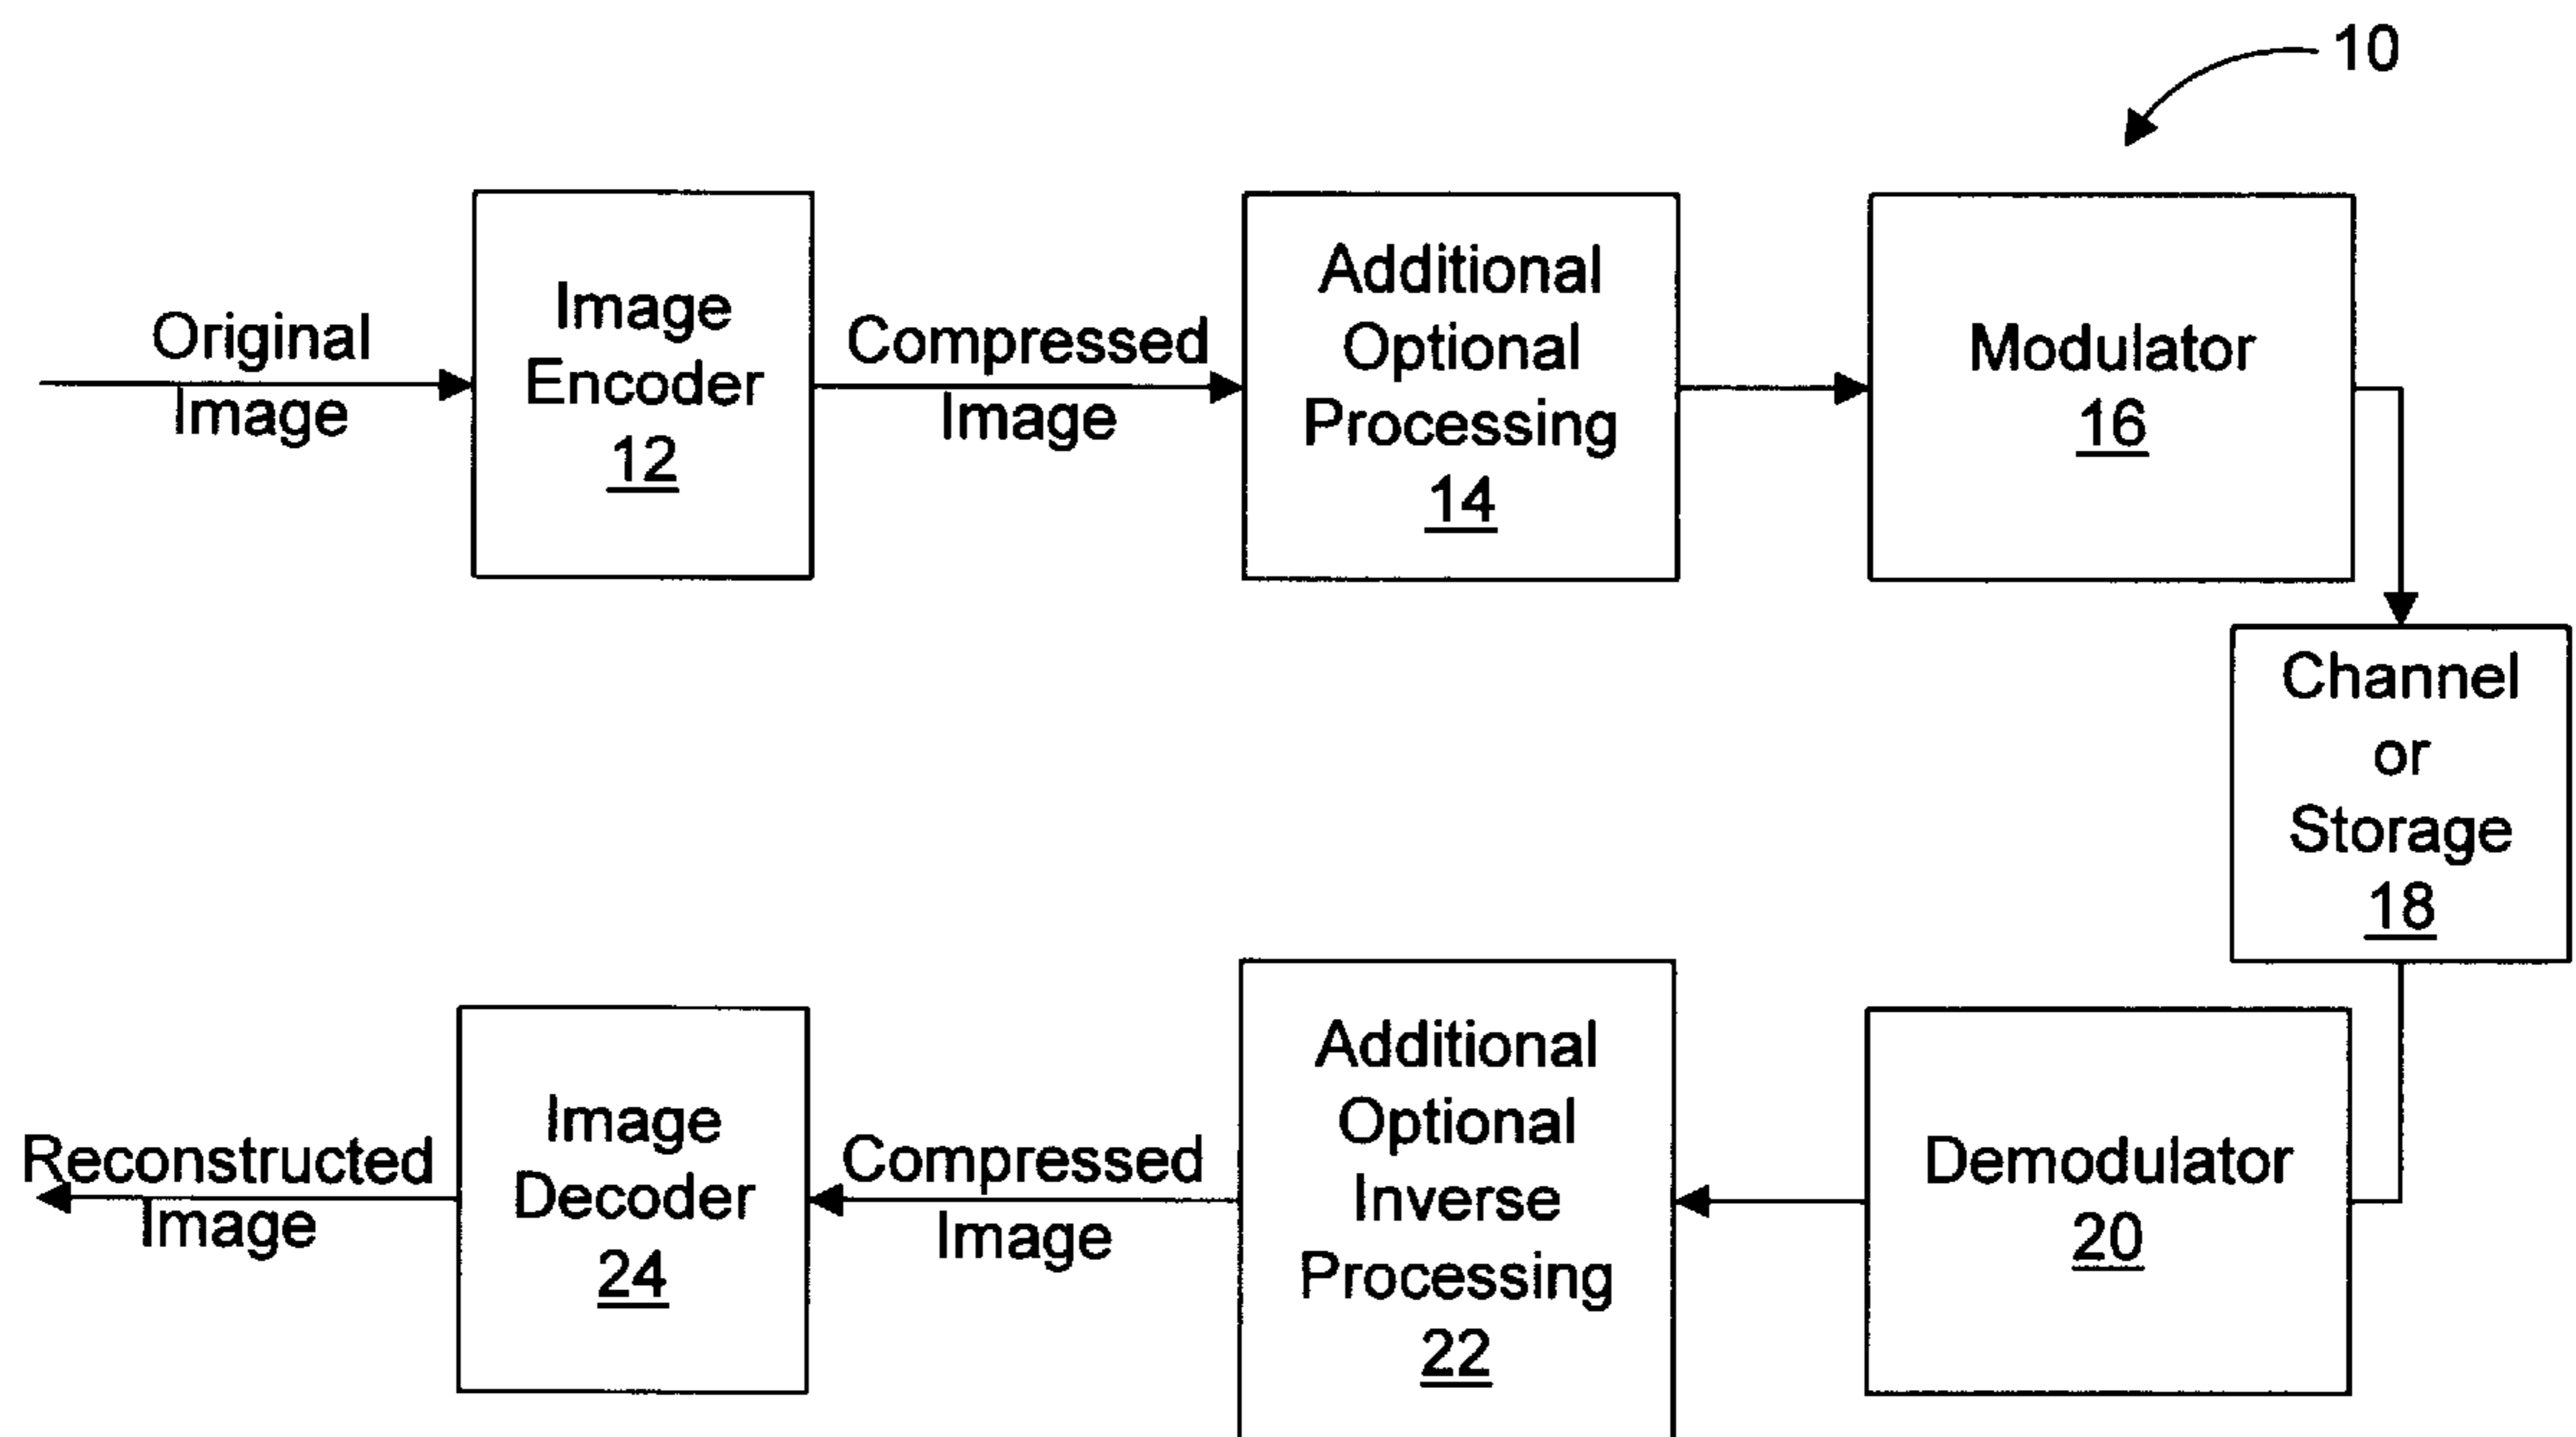 10
Original
Image
Image
Encoder
12
Compressed
Image
Additional
Optional
Processing
14
Modulator
16
Channel
or
Storage
18
Demodulator
20
Additional
Optional
Inverse
Processing
22
Compressed
Image
Image
Decoder
24
Reconstructed
Image